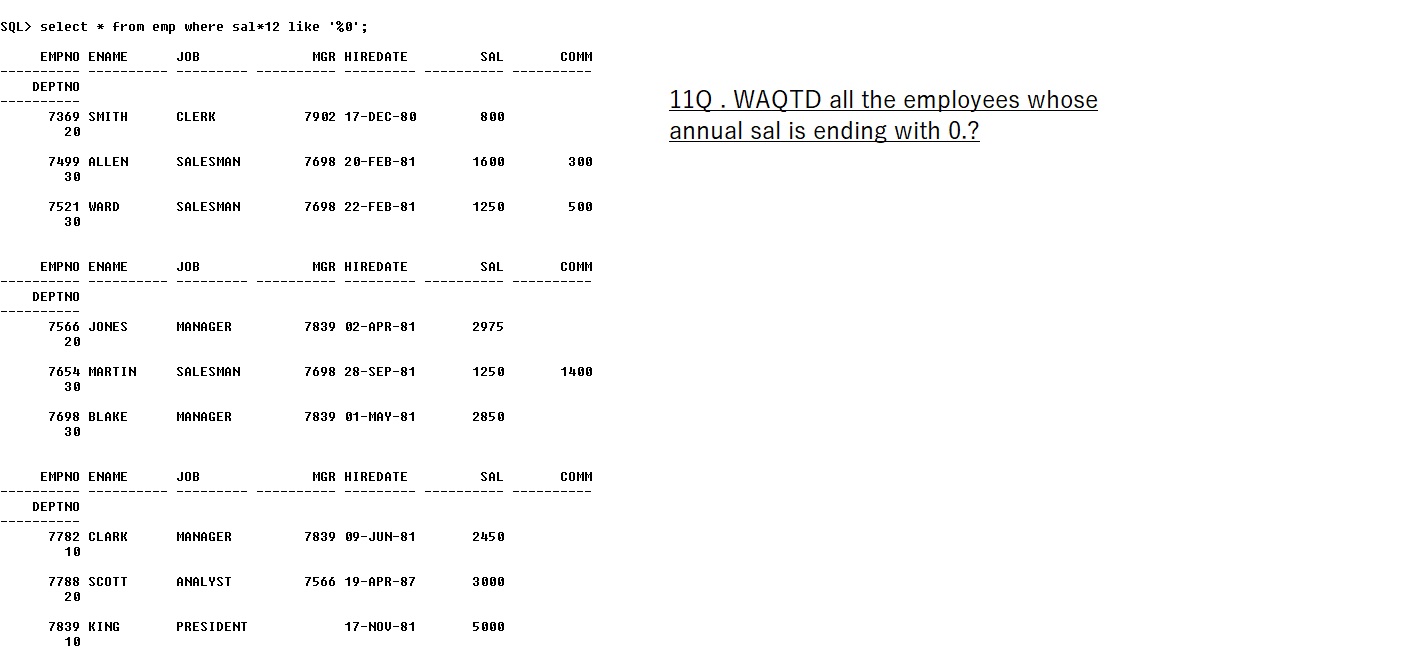 SQL> select * from emp where sal*12 like '%0';
EMPNO ENAME JOB MGR HIREDATE SAL COMM
---------- ---------- --------- ---------- --------- ---------- ----------
DEPTNO
----------
7369 SMITH CLERK 7902 17-DEC-80 800
20
7499 ALLEN SALESMAN 7698 20-FEB-81 1600 300
30
7521 WARD SALESMAN 7698 22-FEB-81 1250 500
30
EMPNO ENAME JOB MGR HIREDATE SAL COMM
---------- ---------- --------- ---------- --------- ---------- ----------
DEPTNO
----------
7566 JONES MANAGER 7839 02-APR-81 2975
20
7654 MARTIN SALESMAN 7698 28-SEP-81 1250 1400
30
7698 BLAKE MANAGER 7839 01-MAY-81 2850
30
EMPNO ENAME JOB MGR HIREDATE SAL COMM
---------- ---------- --------- ---------- --------- ---------- ----------
DEPTNO
----------
7782 CLARK MANAGER 7839 09-JUN-81 2450
10
7788 SCOTT ANALYST 7566 19-APR-87 3000
20
7839 KING PRESIDENT 17-NOV-81 5000
10
11Q . WAQTD all the employees whose
annual sal is ending with 0.?